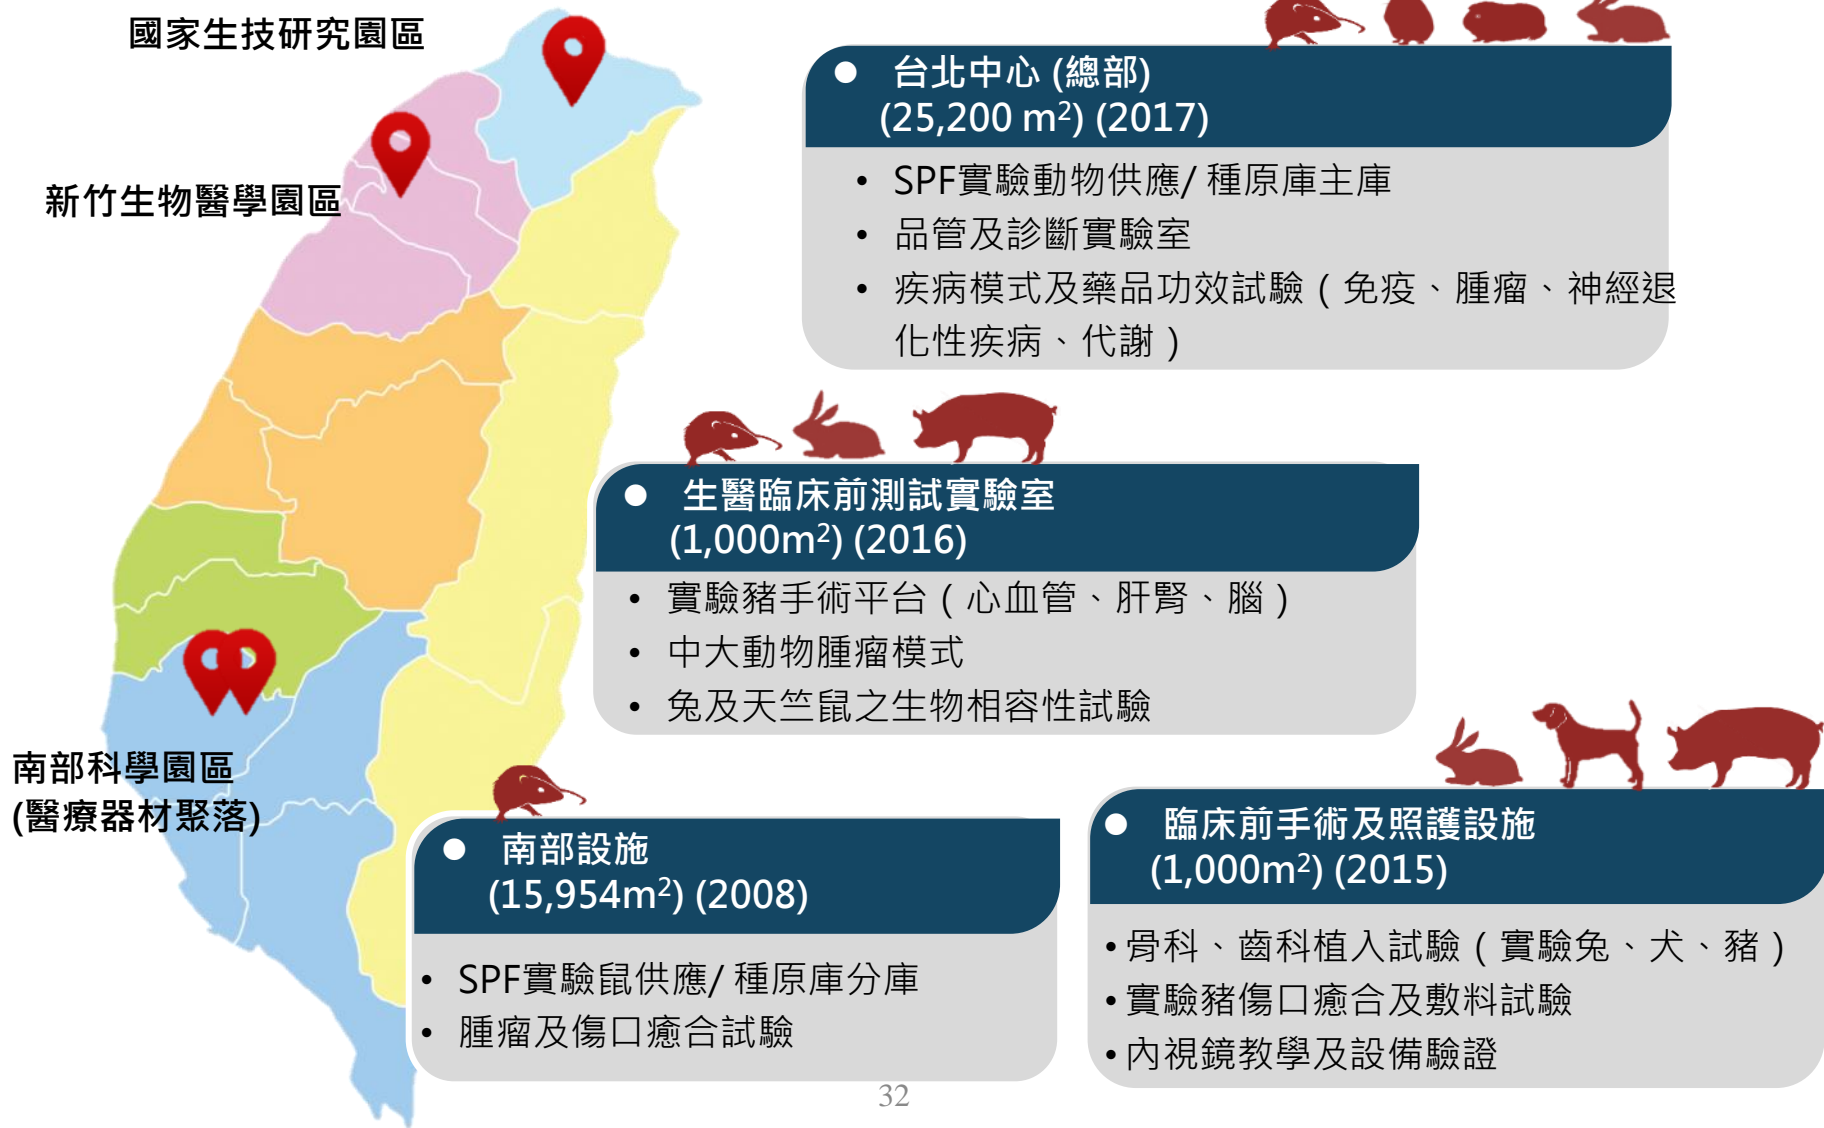 國家生技研究園區
新竹生物醫學園區
南部科學園區
(醫療器材聚落)
● 台北中心 (總部)
(25,200 m²) (2017)
• SPF實驗動物供應/ 種原庫主庫
• 品管及診斷實驗室
• 疾病模式及藥品功效試驗（免疫、腫瘤、神經退
化性疾病、代謝）
● 生醫臨床前測試實驗室
(1,000m²) (2016)
• 實驗豬手術平台（心血管、肝腎、腦）
• 中大動物腫瘤模式
• 兔及天竺鼠之生物相容性試驗
● 南部設施
(15,954m²) (2008)
• SPF實驗鼠供應/ 種原庫分庫
• 腫瘤及傷口癒合試驗
● 臨床前手術及照護設施
(1,000m²) (2015)
• 骨科、齒科植入試驗（實驗兔、犬、豬）
• 實驗豬傷口癒合及敷料試驗
• 內視鏡教學及設備驗證
32